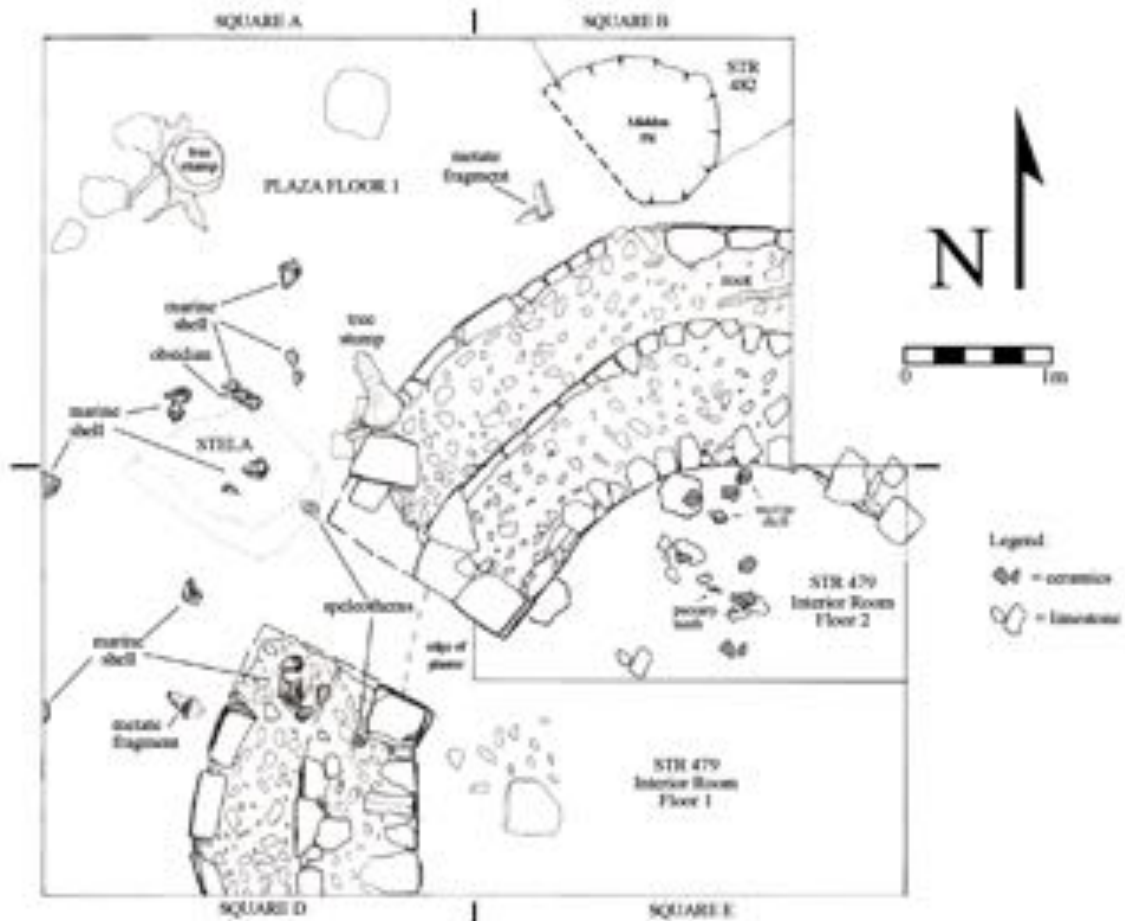 SQUARE A
SQUARE B
STR
482
Midden
Pit
tree
stump
PLAZA FLOOR 1
metate
fragment
root
marine
shell
tree
stump
obsidian
marine
shell
STELA
N
0
1m
marine
shell
STR 479
Interior Room
Floor 2
peccary
tooth
Legend
= ceramics
= limestone
speleothems
edge of
plaster
marine
shell
metate
fragment
STR 479
Interior Room
Floor 1
SQUARE D
SQUARE E